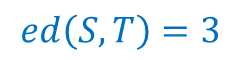 ed(S,T) = 3